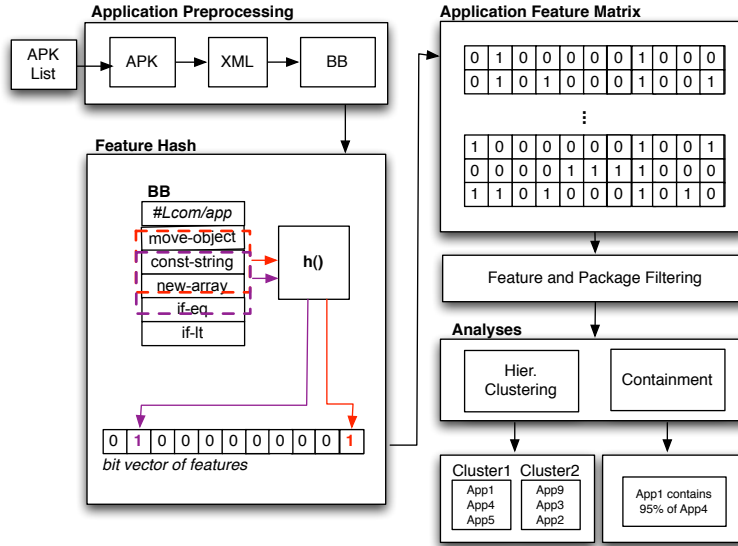 Application Preprocessing
APK
List
APK
XML
BB
Feature Hash
BB
#Lcom/app
move-object
const-string
new-array
if-eq
if-lt
h()
0 1 0 0 0 0 0 0 0 0 1
bit vector of features
Application Feature Matrix
0 1 0 0 0 0 0 1 0 0 0
0 1 0 1 0 0 0 1 0 0 1
...
1 0 0 0 0 0 0 1 0 0 1
0 0 0 0 1 1 1 1 0 0 0
1 1 0 1 0 0 0 1 0 1 0
Feature and Package Filtering
Analyses
Hier.
Clustering
Containment
Cluster1
App1
App4
App5
Cluster2
App9
App3
App2
App1 contains
95% of App4